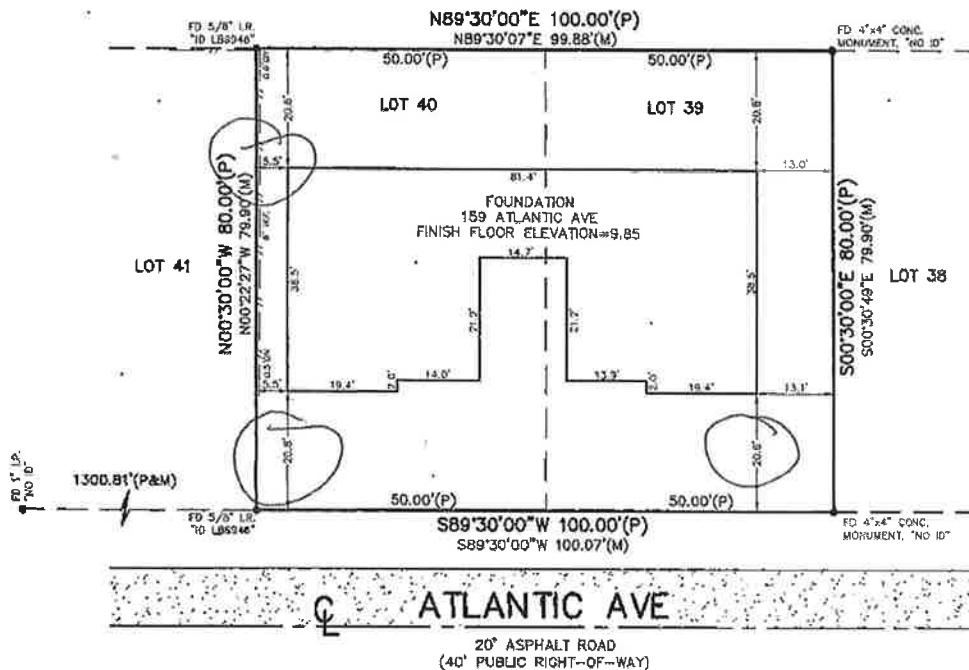 N89°30'00"E 100.00'(P)
N89°30'07"E 99.88'(M)
FD 5/8" I.R.
"ID LB6946"
FD 4"x4" CONC.
MONUMENT, "NO ID"
50.00'(P) 50.00'(P)
LOT 40 LOT 39
20.6' 20.6'
5.5' 13.0'
81.4'
FOUNDATION
159 ATLANTIC AVE
FINISH FLOOR ELEVATION=9.85
14.7'
LOT 41
N00°30'00"W 80.00'(P)
N00°22'27"W 79.90'(M)
38.5' 38.5'
S00°30'00"E 80.00'(P)
S00°30'49"E 79.90'(M)
LOT 38
21.2' 21.2'
5.5' 19.4' 2.0' 14.0' 13.9' 2.0' 19.4' 13.1'
20.8' 20.6'
FD 1" I.P.
"NO ID"
1300.81'(P&M)
50.00'(P) 50.00'(P)
FD 5/8" I.R.
"ID LB6946"
S89°30'00"W 100.00'(P)
S89°30'00"W 100.07'(M)
FD 4"x4" CONC.
MONUMENT, "NO ID"
CL ATLANTIC AVE
20" ASPHALT ROAD
(40' PUBLIC RIGHT-OF-WAY)